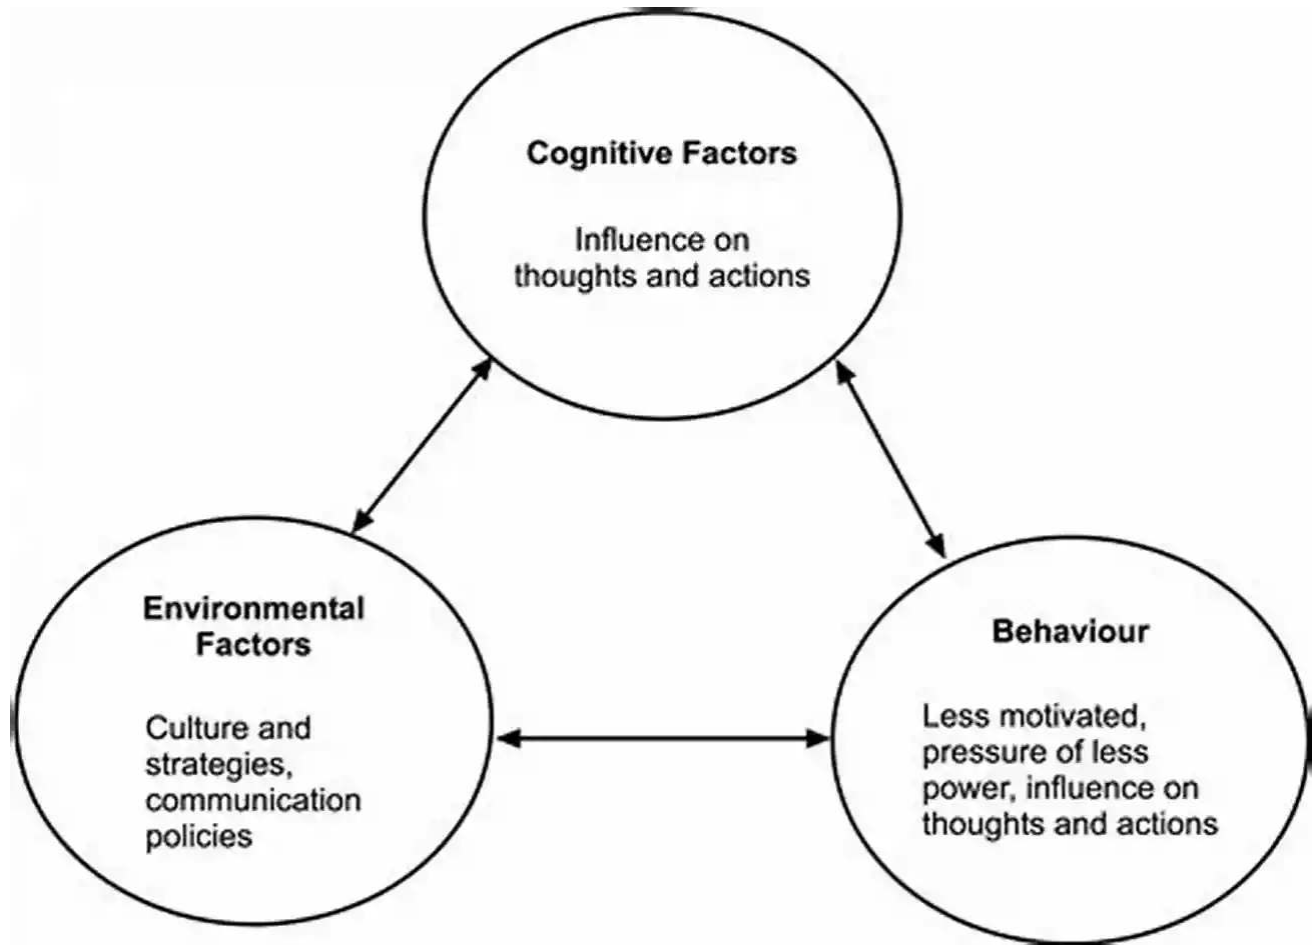 Cognitive Factors
Influence on
thoughts and actions
Environmental
Factors
Culture and
strategies,
communication
policies
Behaviour
Less motivated,
pressure of less
power, influence on
thoughts and actions